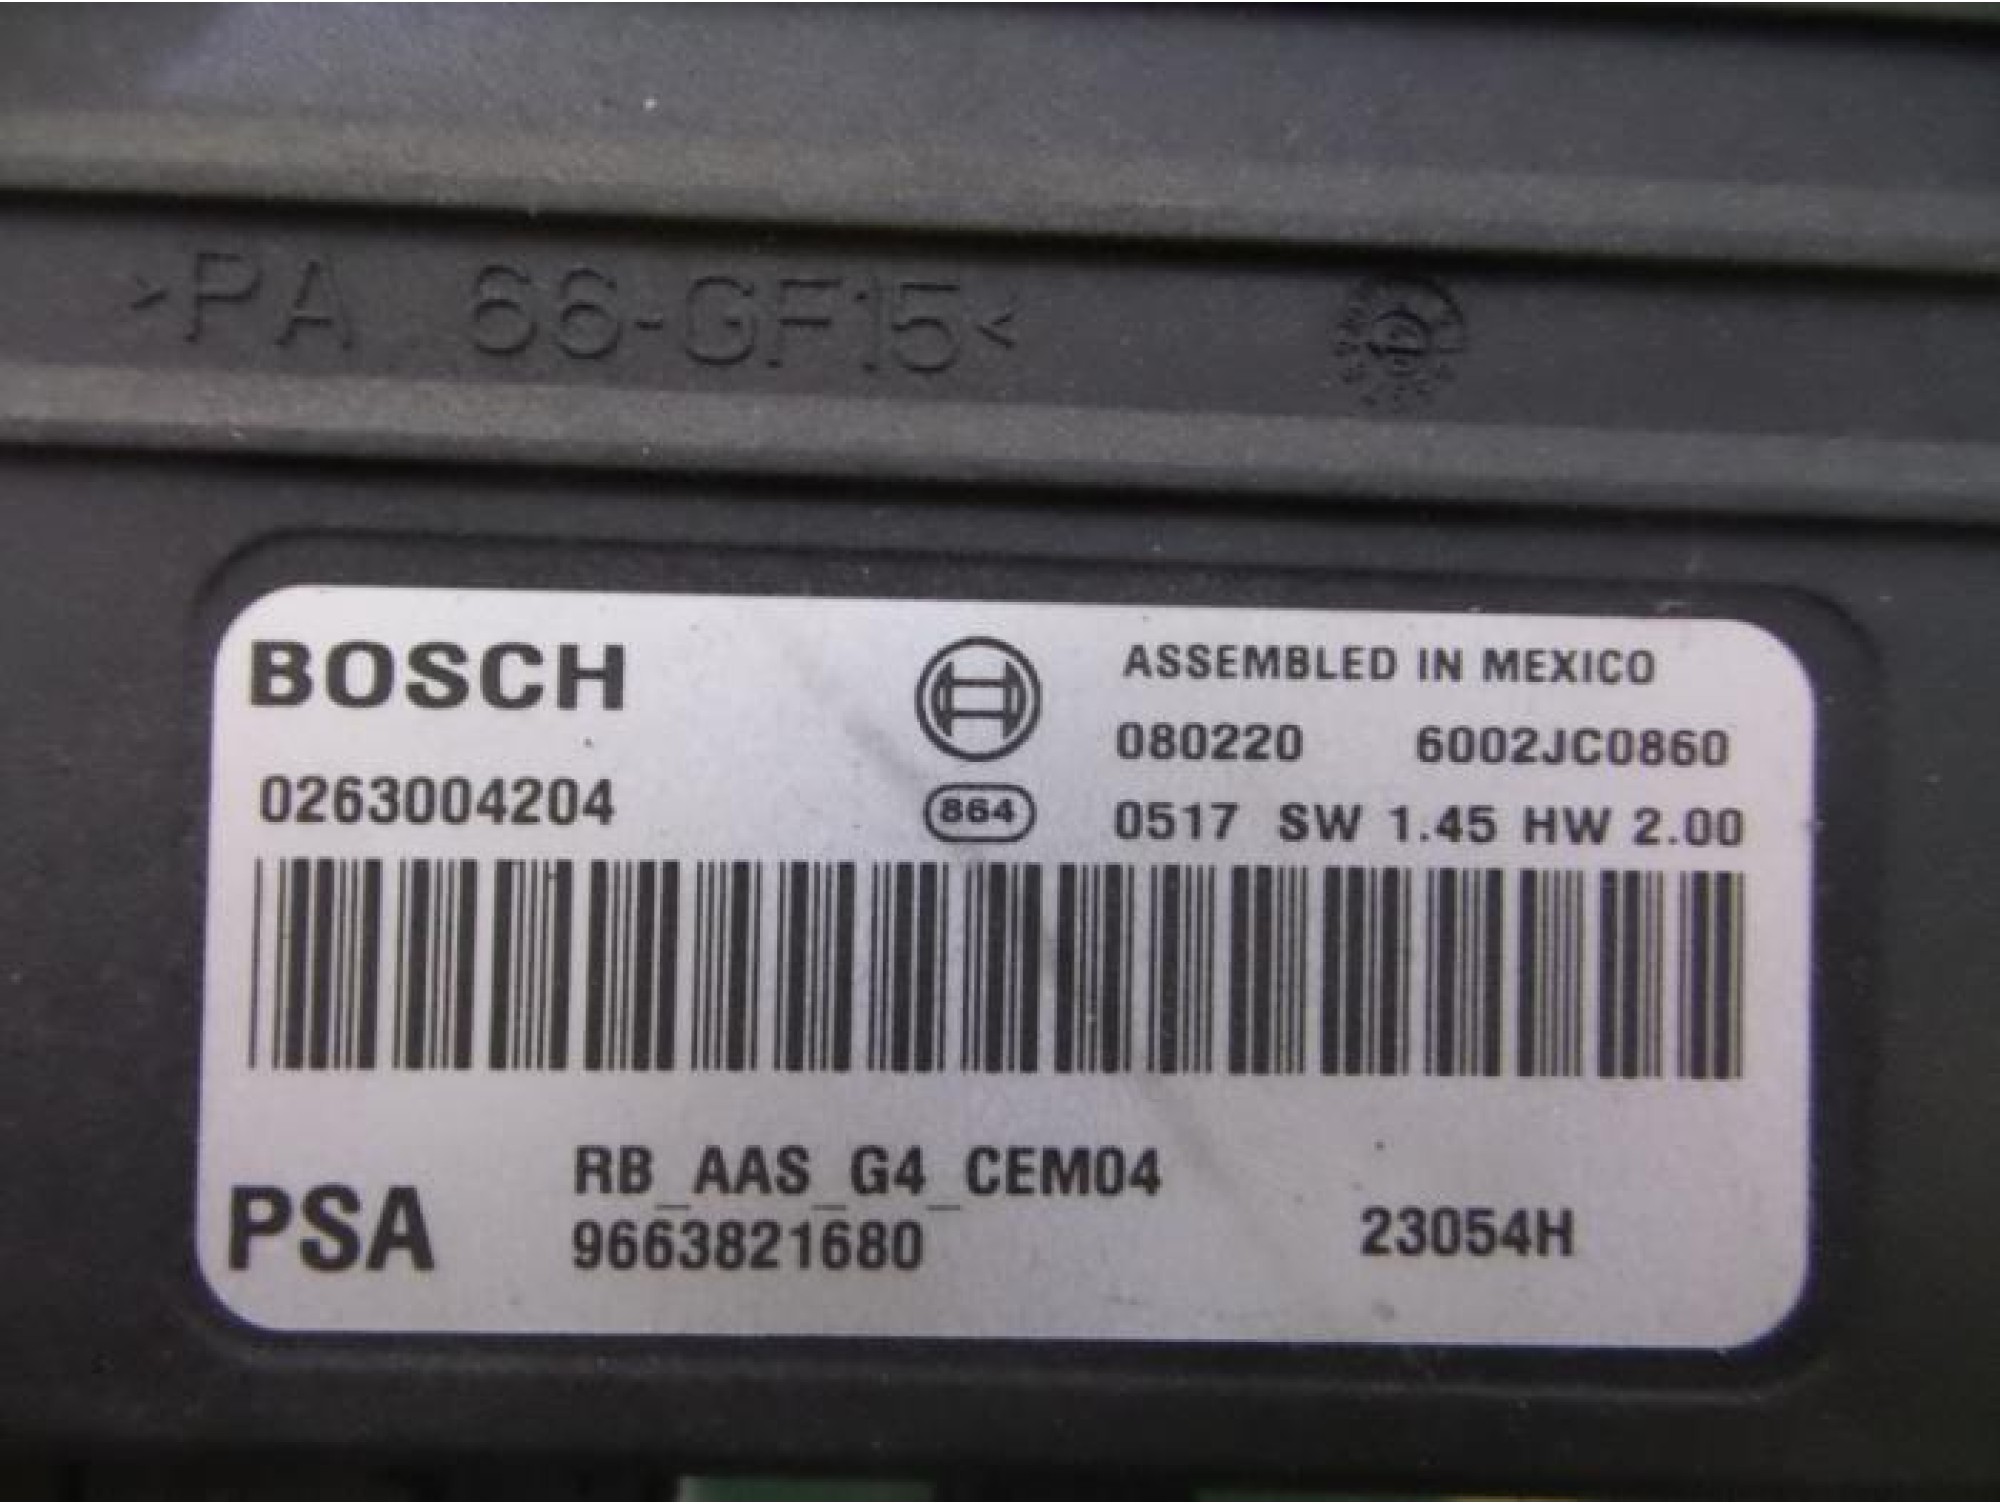 >PA 66-GF15<
BOSCH
ASSEMBLED IN MEXICO
080220 6002JC0860
0263004204
864
0517 SW 1.45 HW 2.00
RB_AAS_G4_CEM04
PSA
9663821680
23054H